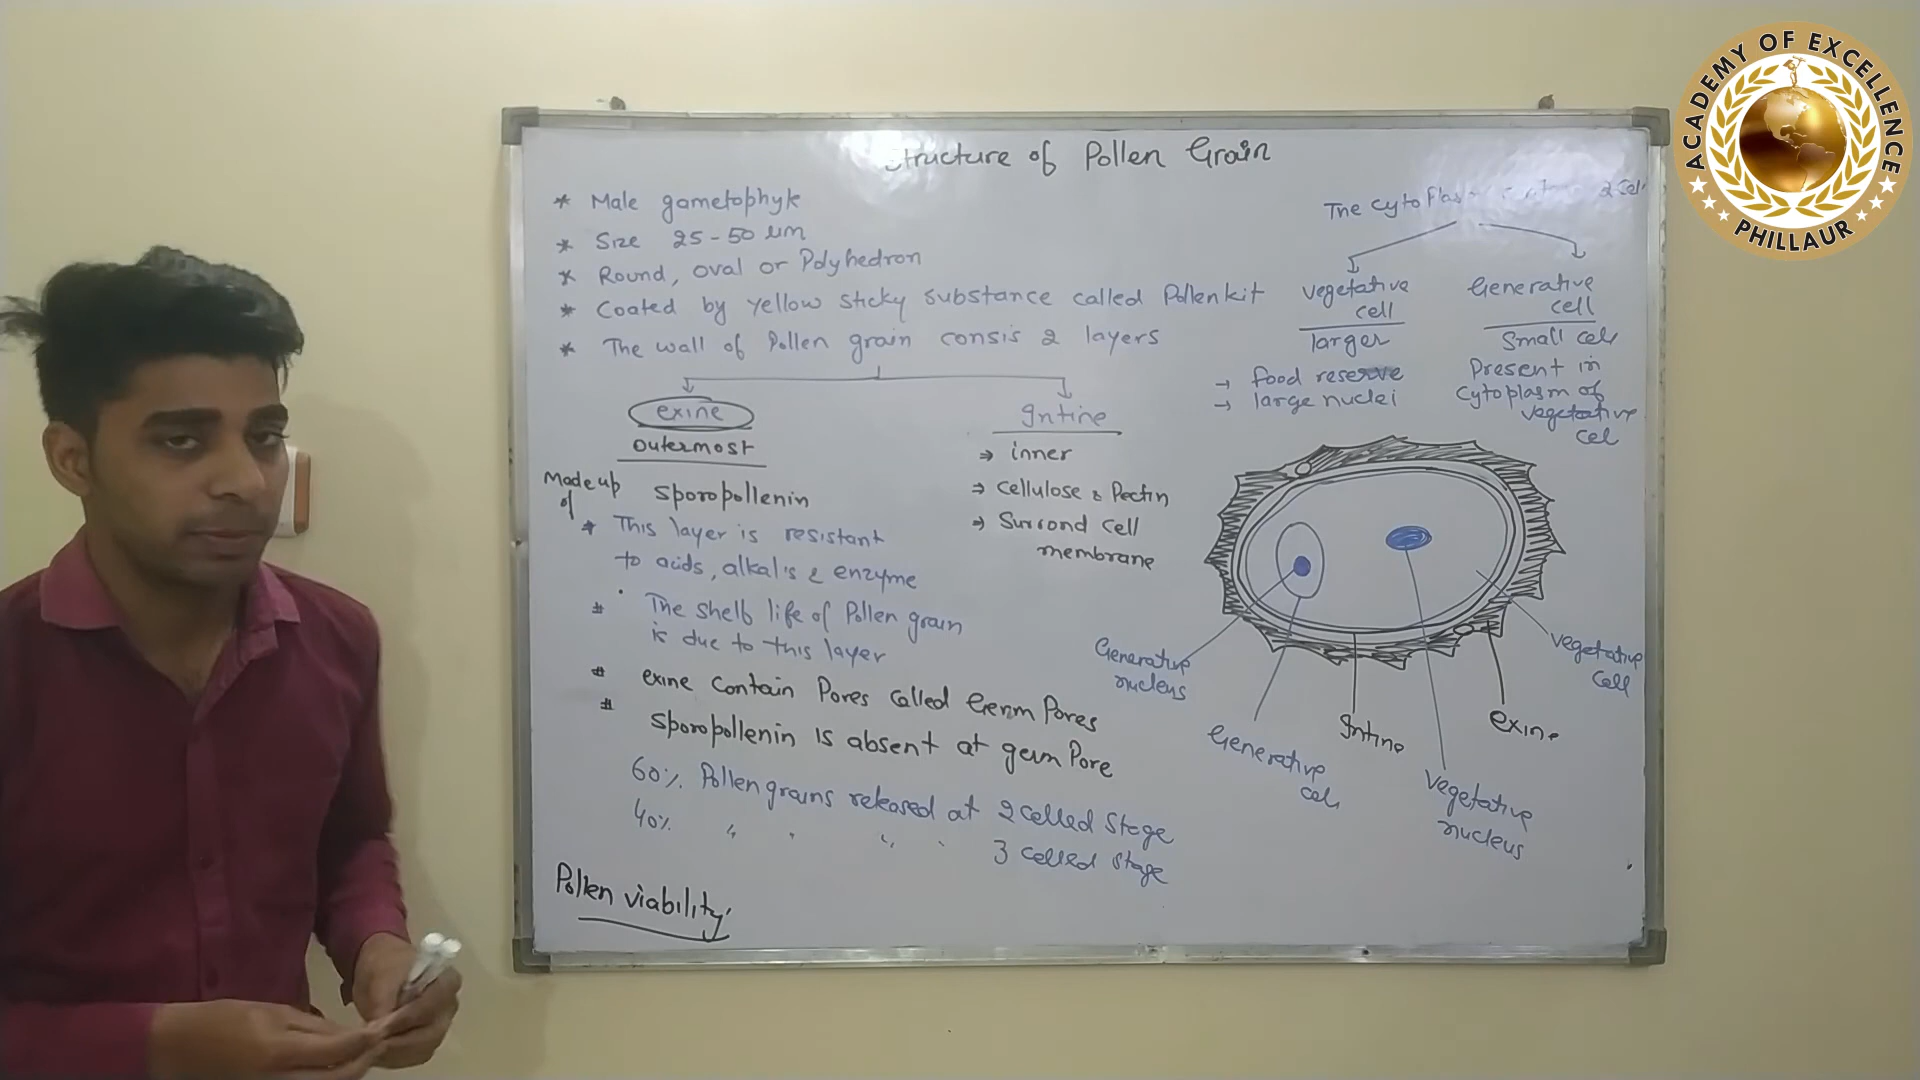 Structure of Pollen Grain
* Male gametophyte
* Size 25-50 um
* Round, oval or Polyhedron
* Coated by yellow sticky substance called Pollenkit
* The wall of Pollen grain consis 2 layers
exine
outermost
Made up of sporopollenin
* This layer is resistant
to acids, alkal's & enzyme
# The shelf life of Pollen grain
is due to this layer
# exine contain Pores called Germ Pores
# sporopollenin is absent at germ Pore
60% Pollen grains released at 2 celled stage
40% " " " " 3 celled stage
Pollen viability
Intine
⇒ inner
⇒ cellulose & Pectin
⇒ Surrond cell
membrane
The cytoplas 2 cel
vegetative
cell
larger
→ food reserve
→ large nuclei
Generative
cell
Small cell
Present in
cytoplasm of
vegetative
cel
Generative
nucleus
Generative
cell
Intine
vegetative
nucleus
exine
vegetative
cell
ACADEMY OF EXCELLENCE
PHILLAUR